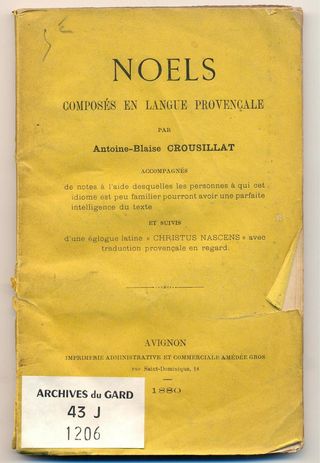 NOELS
COMPOSÉS EN LANGUE PROVENÇALE
PAR
Antoine-Blaise CROUSILLAT
ACCOMPAGNÉS
de notes à l'aide desquelles les personnes à qui cet
idiome est peu familier pourront avoir une parfaite
intelligence du texte
ET SUIVIS
d'une églogue latine « CHRISTUS NASCENS » avec
traduction provençale en regard.
AVIGNON
IMPRIMERIE ADMINISTRATIVE ET COMMERCIALE AMÉDÉE GROS
rue Saint-Dominique, 14
1880
ARCHIVES du GARD
43 J
1206